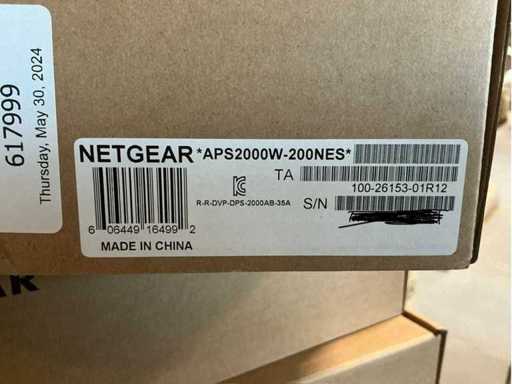 617999
Thursday, May 30, 2024
NETGEAR *APS2000W-200NES*
TA
100-26153-01R12
R-R-DVP-DPS-2000AB-35A
S/N
6 06449 16499 2
MADE IN CHINA